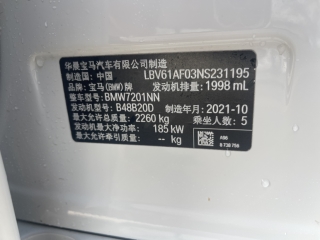 华晨宝马汽车有限公司制造
制造国：中国 LBV61AF03NS231195
品牌：宝马(BMW)牌 发动机排量：1998 mL
整车型号：BMW7201NN
发动机型号：B48B20D 制造年月：2021-10
最大允许总质量：2260 kg 乘坐人数：5
发动机最大净功率：185 kW
最大允许牵引质量：-- kg